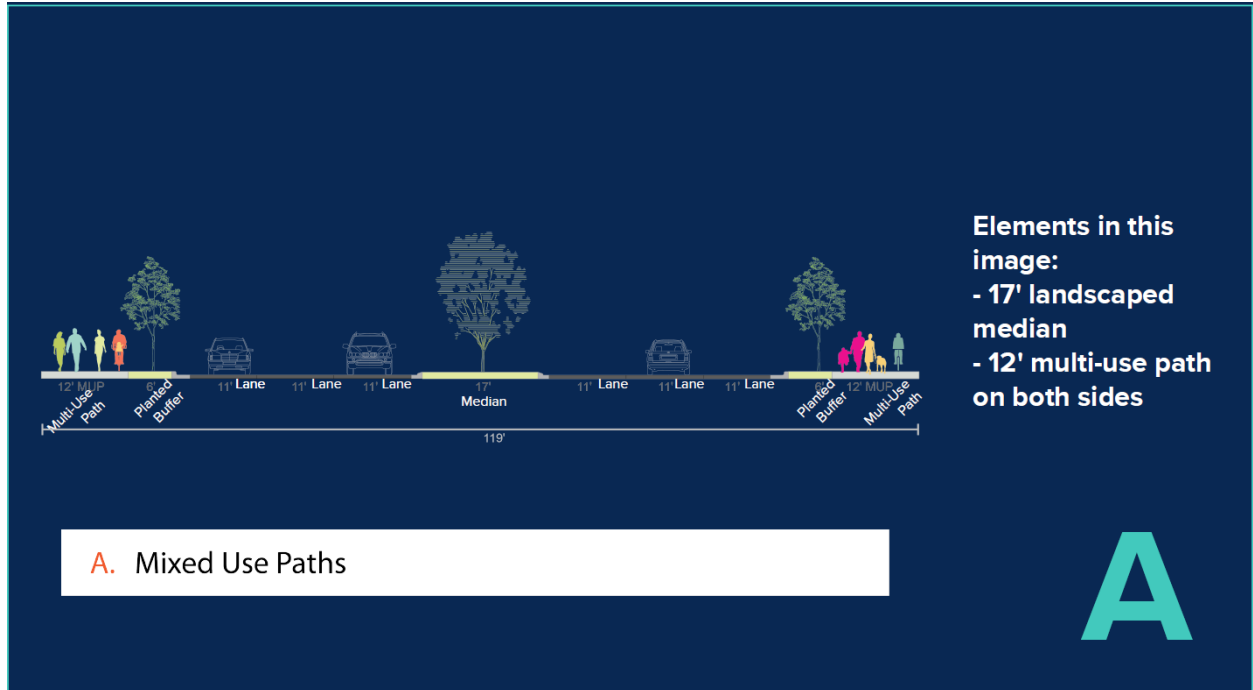 Elements in this
image:
- 17' landscaped
median
- 12' multi-use path
on both sides
12' MUP 6' 11' Lane 11' Lane 11' Lane 17' 11' Lane 11' Lane 11' Lane 6' 12' MUP
Multi-Use
Path
Planted
Buffer
Median
Planted
Buffer
Multi-Use
Path
119'
A. Mixed Use Paths
A